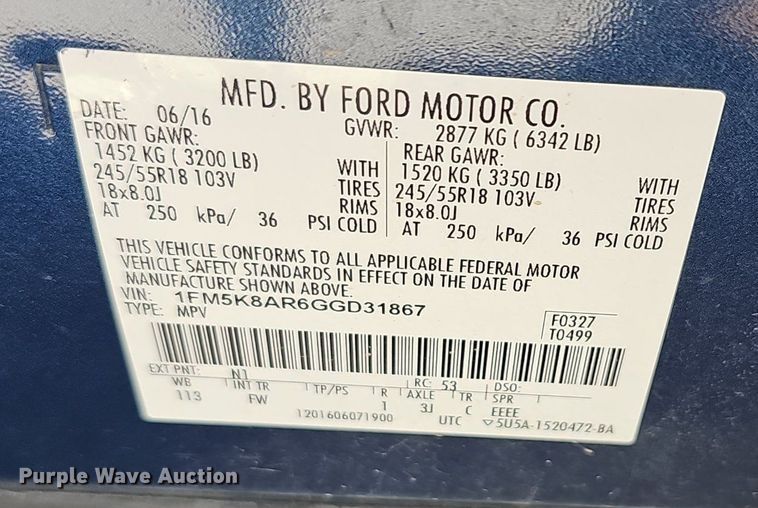 MFD. BY FORD MOTOR CO.
DATE: 06/16 GVWR: 2877 KG ( 6342 LB)
FRONT GAWR: REAR GAWR:
1452 KG ( 3200 LB) WITH 1520 KG ( 3350 LB) WITH
245/55R18 103V TIRES 245/55R18 103V TIRES
18x8.0J RIMS 18x8.0J RIMS
AT 250 kPa/ 36 PSI COLD AT 250 kPa/ 36 PSI COLD
THIS VEHICLE CONFORMS TO ALL APPLICABLE FEDERAL MOTOR
VEHICLE SAFETY STANDARDS IN EFFECT ON THE DATE OF
MANUFACTURE SHOWN ABOVE.
VIN: 1FM5K8AR6GGD31867
TYPE: MPV
F0327
T0499
EXT PNT: N1 RC: 53 DSO:
WB INT TR TP/PS R AXLE TR SPR
113 FW 1 3J C EEEE
1201606071900 UTC ▽5U5A-1520472-BA
Purple Wave Auction